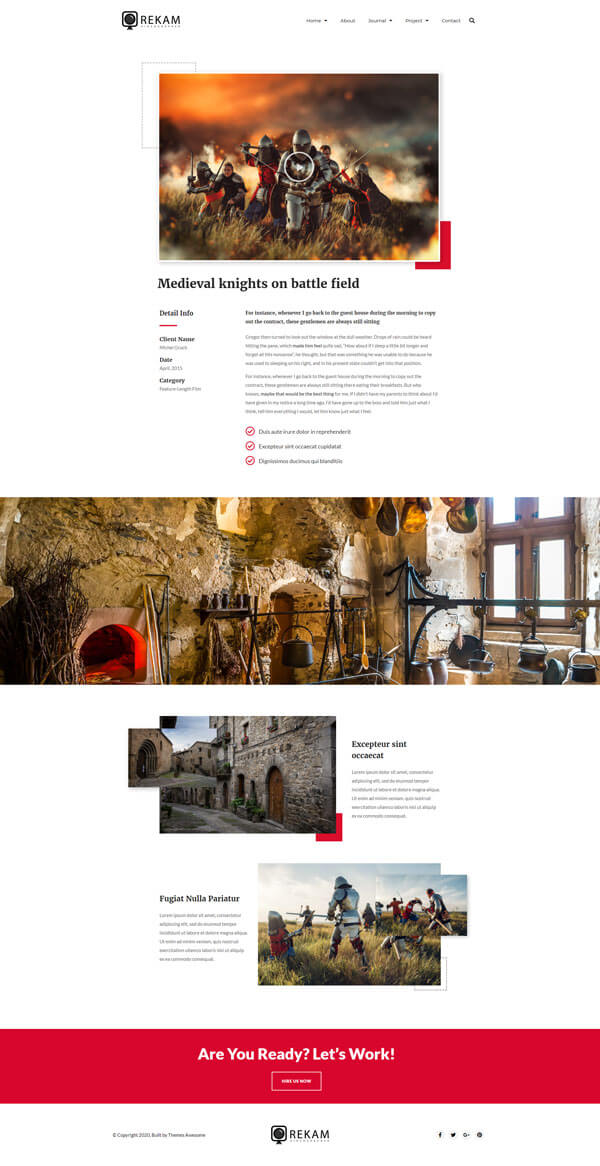 REKAM
VIDEOGRAPHER
Home About Journal Project Contact
Medieval knights on battle field
Detail Info
Client Name
Michel Gruck
Date
April, 2015
Category
Feature-Length Film
For instance, whenever I go back to the guest house during the morning to copy
out the contract, these gentlemen are always still sitting
Gregor then turned to look out the window at the dull weather. Drops of rain could be heard
hitting the pane, which made him feel quite sad. "How about if I sleep a little bit longer and
forget all this nonsense", he thought, but that was something he was unable to do because he
was used to sleeping on his right, and in his present state couldn't get into that position.
For instance, whenever I go back to the guest house during the morning to copy out the
contract, these gentlemen are always still sitting there eating their breakfasts. But who
knows, maybe that would be the best thing for me. If I didn't have my parents to think about I'd
have given in my notice a long time ago, I'd have gone up to the boss and told him just what I
think, tell him everything I would, let him know just what I feel.
Duis aute irure dolor in reprehenderit
Excepteur sint occaecat cupidatat
Dignissimos ducimus qui blanditiis
Excepteur sint
occaecat
Lorem ipsum dolor sit amet, consectetur
adipiscing elit, sed do eiusmod tempor
incididunt ut labore et dolore magna aliqua.
Ut enim ad minim veniam, quis nostrud
exercitation ullamco laboris nisi ut aliquip
ex ea commodo consequat.
Fugiat Nulla Pariatur
Lorem ipsum dolor sit amet, consectetur
adipiscing elit, sed do eiusmod tempor
incididunt ut labore et dolore magna aliqua.
Ut enim ad minim veniam, quis nostrud
exercitation ullamco laboris nisi ut aliquip
ex ea commodo consequat.
Are You Ready? Let's Work!
HIRE US NOW
© Copyright 2020, Built by Themes Awesome
REKAM
VIDEOGRAPHER